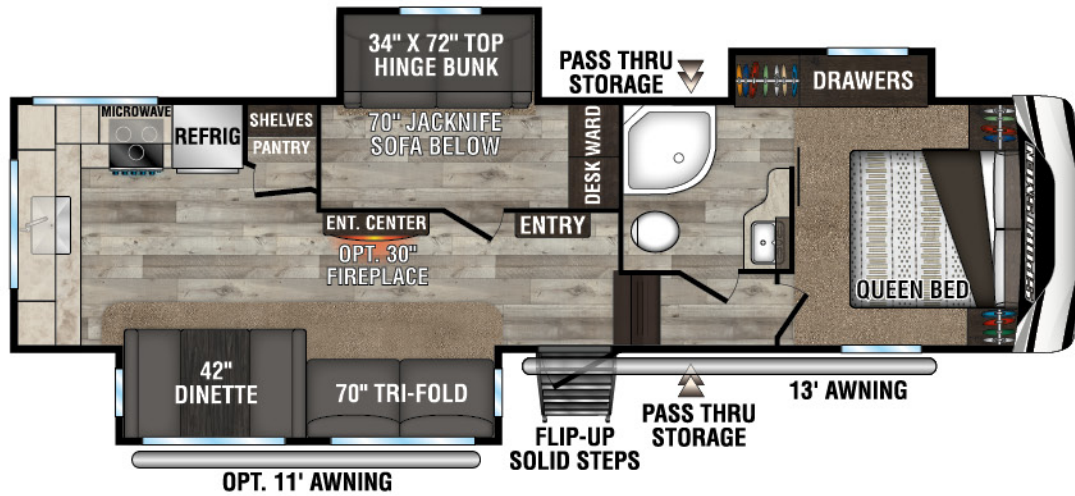 34" X 72" TOP
HINGE BUNK
PASS THRU
STORAGE
DRAWERS
MICROWAVE
REFRIG
SHELVES
PANTRY
70" JACKNIFE
SOFA BELOW
DESK WARD
ENT. CENTER
ENTRY
OPT. 30"
FIREPLACE
QUEEN BED
SPORTSMEN
42"
DINETTE
70" TRI-FOLD
13' AWNING
PASS THRU
STORAGE
FLIP-UP
SOLID STEPS
OPT. 11' AWNING